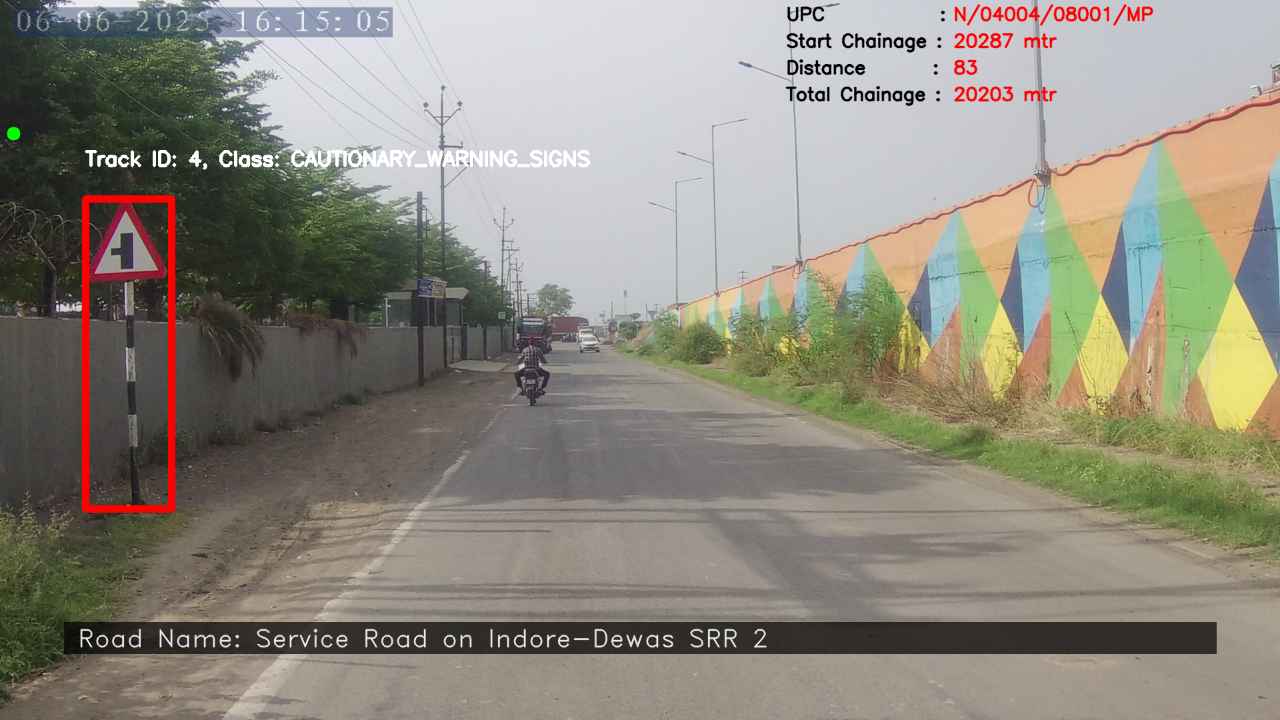 06-06-2025 16:15:05
UPC : N/04004/08001/MP
Start Chainage : 20287 mtr
Distance : 83
Total Chainage : 20203 mtr
Track ID: 4, Class: CAUTIONARY_WARNING_SIGNS
Road Name: Service Road on Indore-Dewas SRR 2